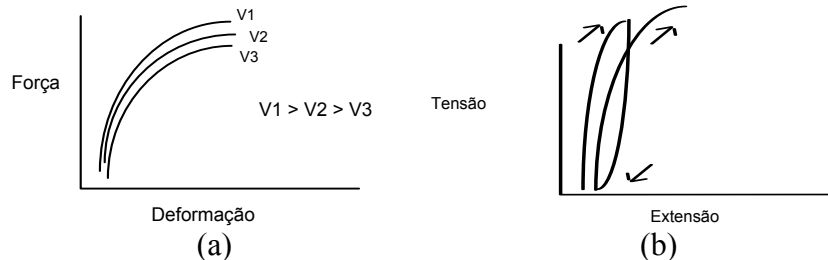 V1
V2
V3
Força
V1 > V2 > V3
Deformação
(a)
Tensão
Extensão
(b)